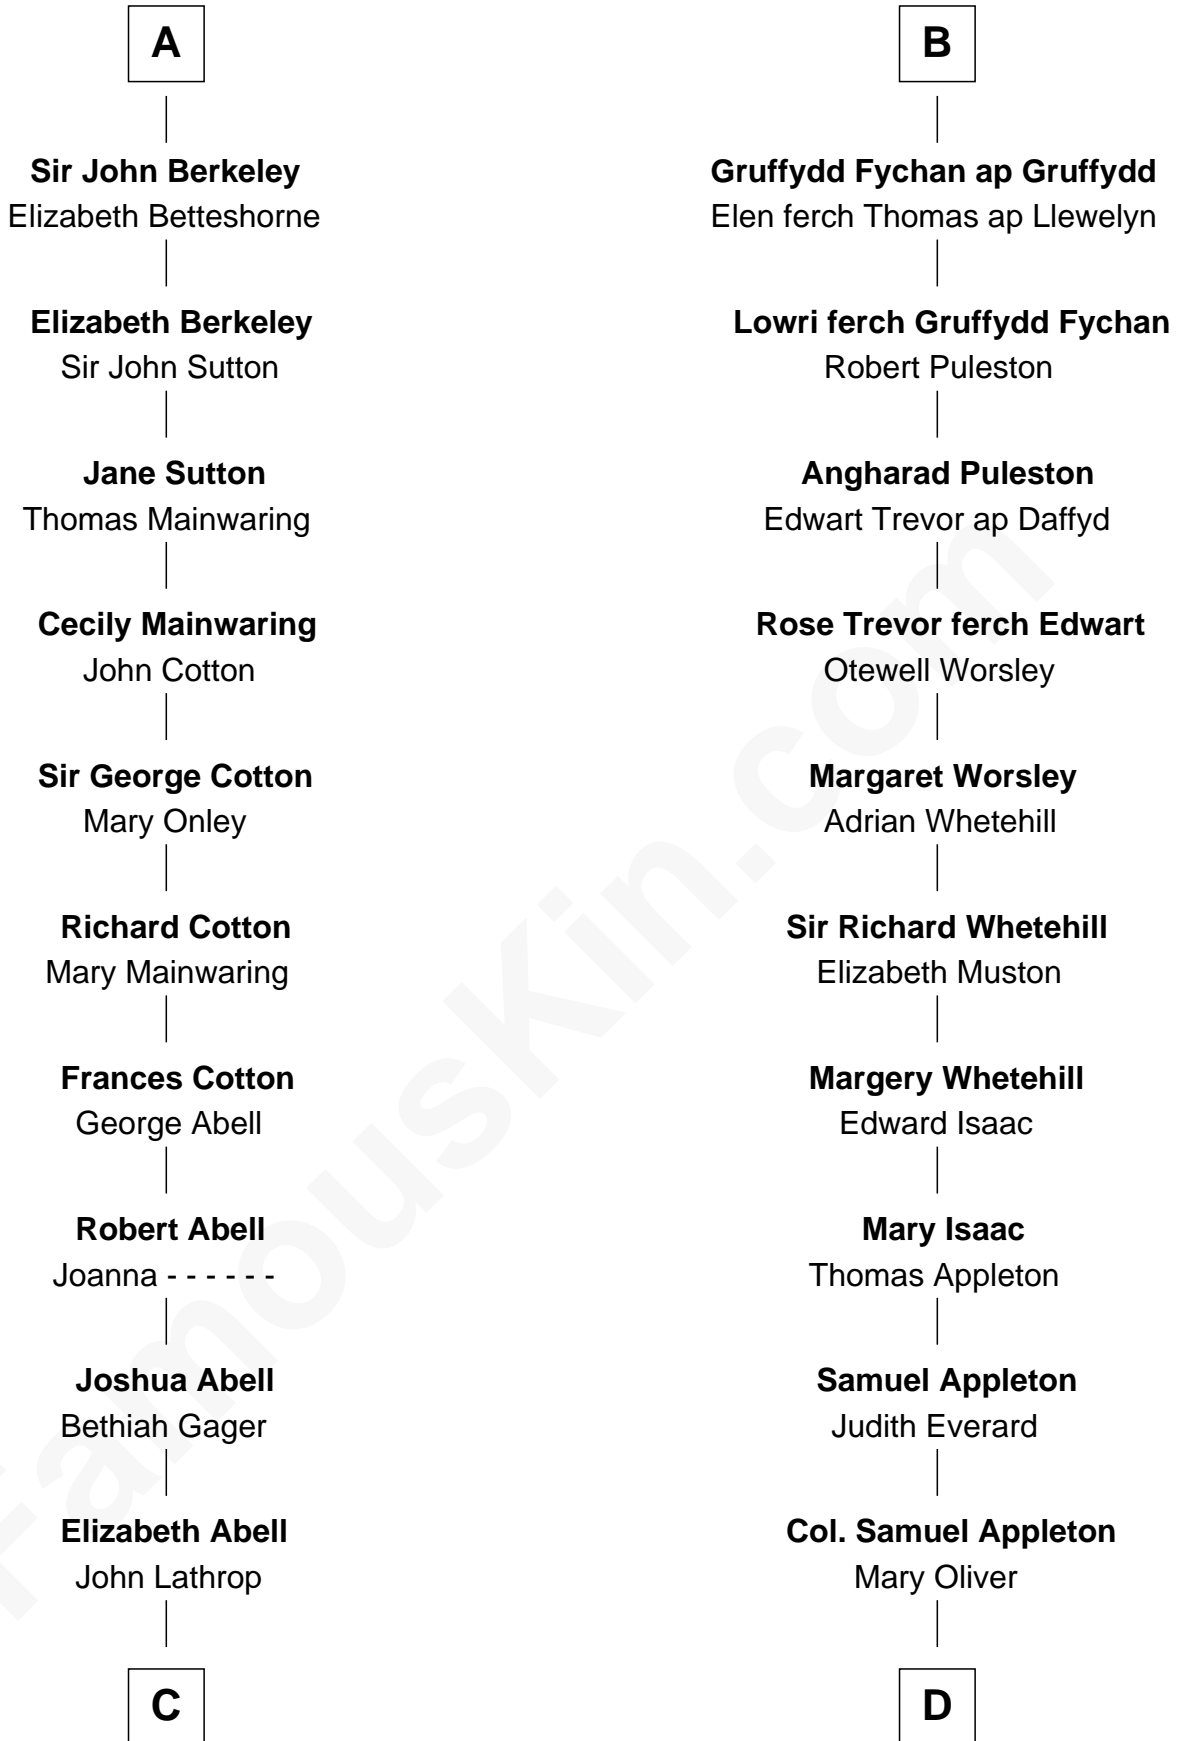 A
Sir John Berkeley
Elizabeth Betteshorne
Elizabeth Berkeley
Sir John Sutton
Jane Sutton
Thomas Mainwaring
Cecily Mainwaring
John Cotton
Sir George Cotton
Mary Onley
Richard Cotton
Mary Mainwaring
Frances Cotton
George Abell
Robert Abell
Joanna - - - - - -
Joshua Abell
Bethiah Gager
Elizabeth Abell
John Lathrop
C
B
Gruffydd Fychan ap Gruffydd
Elen ferch Thomas ap Llewelyn
Lowri ferch Gruffydd Fychan
Robert Puleston
Angharad Puleston
Edwart Trevor ap Daffyd
Rose Trevor ferch Edwart
Otewell Worsley
Margaret Worsley
Adrian Whetehill
Sir Richard Whetehill
Elizabeth Muston
Margery Whetehill
Edward Isaac
Mary Isaac
Thomas Appleton
Samuel Appleton
Judith Everard
Col. Samuel Appleton
Mary Oliver
D
FamousKin.com